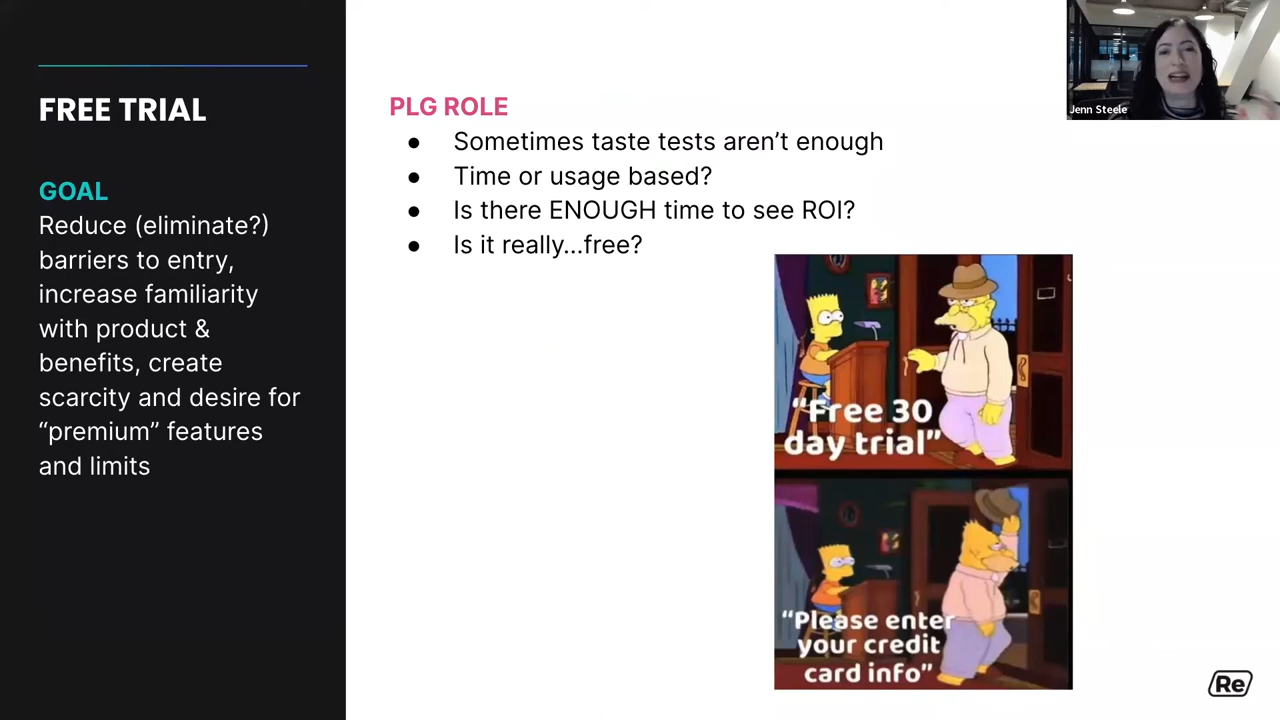 FREE TRIAL
GOAL
Reduce (eliminate?)
barriers to entry,
increase familiarity
with product &
benefits, create
scarcity and desire for
“premium” features
and limits
PLG ROLE
● Sometimes taste tests aren’t enough
● Time or usage based?
● Is there ENOUGH time to see ROI?
● Is it really...free?
“Free 30
day trial”
“Please enter
your credit
card info”
Jenn Steele
Re